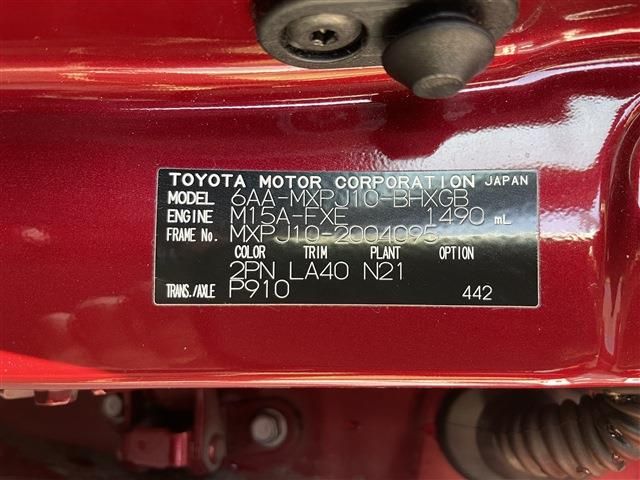 TOYOTA MOTOR CORPORATION JAPAN
MODEL 6AA-MXPJ10-BHXGB
ENGINE M15A-FXE 1490 mL
FRAME NO. MXPJ10-2004095
COLOR TRIM PLANT OPTION
2PN LA40 N21
TRANS./AXLE P910 442